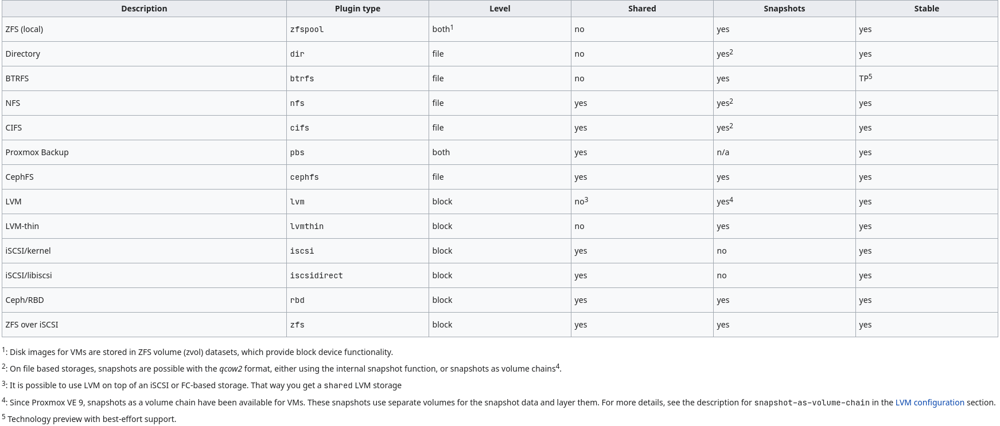 Description Plugin type Level Shared Snapshots Stable
ZFS (local) zfspool both1 no yes yes
Directory dir file no yes2 yes
BTRFS btrfs file no yes TP5
NFS nfs file yes yes2 yes
CIFS cifs file yes yes2 yes
Proxmox Backup pbs both yes n/a yes
CephFS cephfs file yes yes yes
LVM lvm block no3 yes4 yes
LVM-thin lvmthin block no yes yes
iSCSI/kernel iscsi block yes no yes
iSCSI/libiscsi iscsidirect block yes no yes
Ceph/RBD rbd block yes yes yes
ZFS over iSCSI zfs block yes yes yes
1: Disk images for VMs are stored in ZFS volume (zvol) datasets, which provide block device functionality.
2: On file based storages, snapshots are possible with the qcow2 format, either using the internal snapshot function, or snapshots as volume chains4.
3: It is possible to use LVM on top of an iSCSI or FC-based storage. That way you get a shared LVM storage
4: Since Proxmox VE 9, snapshots as a volume chain have been available for VMs. These snapshots use separate volumes for the snapshot data and layer them. For more details, see the description for snapshot-as-volume-chain in the LVM configuration section.
5 Technology preview with best-effort support.